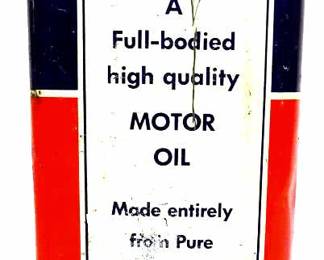 A
Full-bodied
high quality
MOTOR
OIL
Made entirely
from Pure